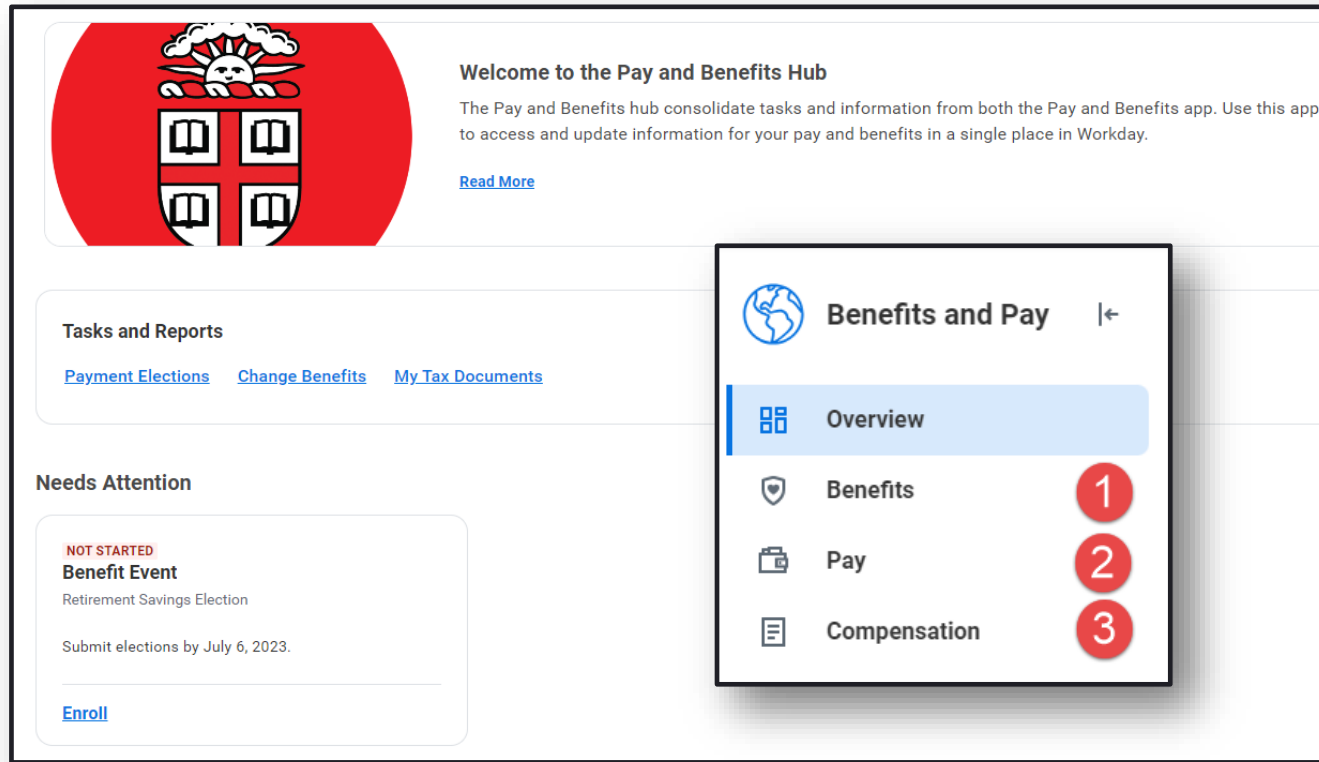 Welcome to the Pay and Benefits Hub
The Pay and Benefits hub consolidate tasks and information from both the Pay and Benefits app. Use this app
to access and update information for your pay and benefits in a single place in Workday.
Read More
Tasks and Reports
Payment Elections Change Benefits My Tax Documents
Needs Attention
NOT STARTED
Benefit Event
Retirement Savings Election
Submit elections by July 6, 2023.
Enroll
Benefits and Pay
Overview
Benefits 1
Pay 2
Compensation 3